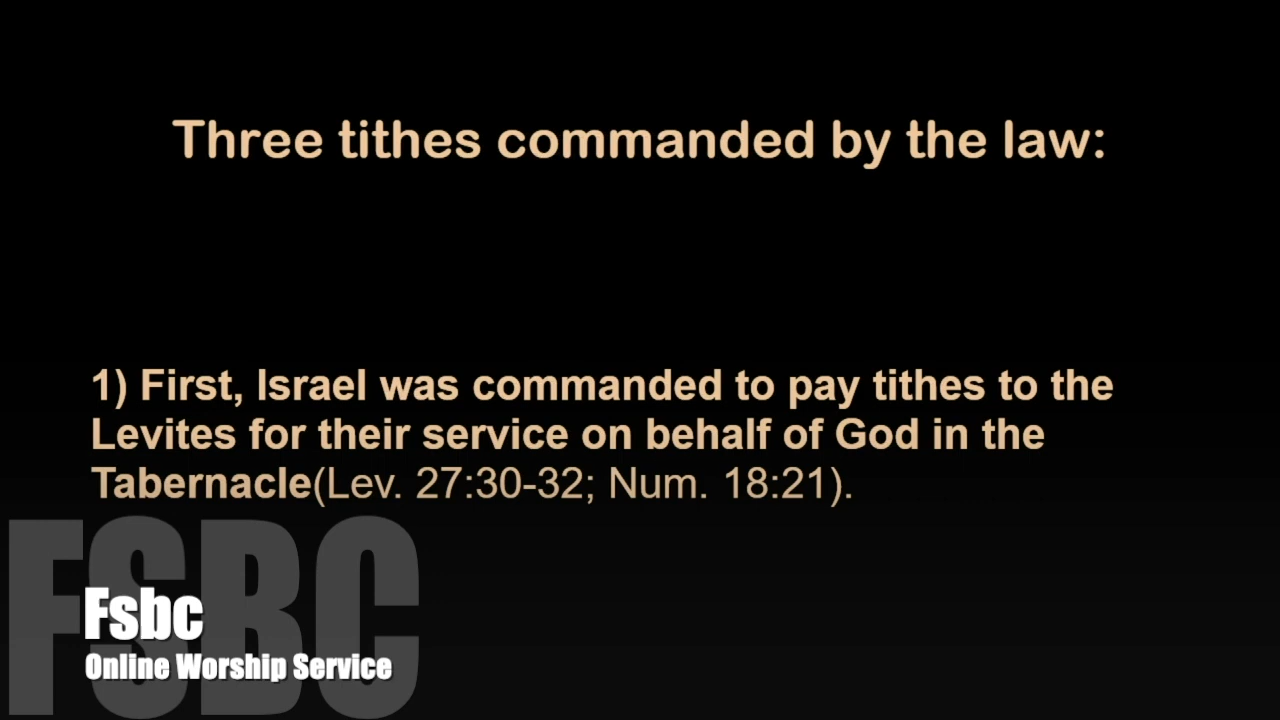 Three tithes commanded by the law:
1) First, Israel was commanded to pay tithes to the
Levites for their service on behalf of God in the
Tabernacle(Lev. 27:30-32; Num. 18:21).
FSBC
Fsbc
Online Worship Service